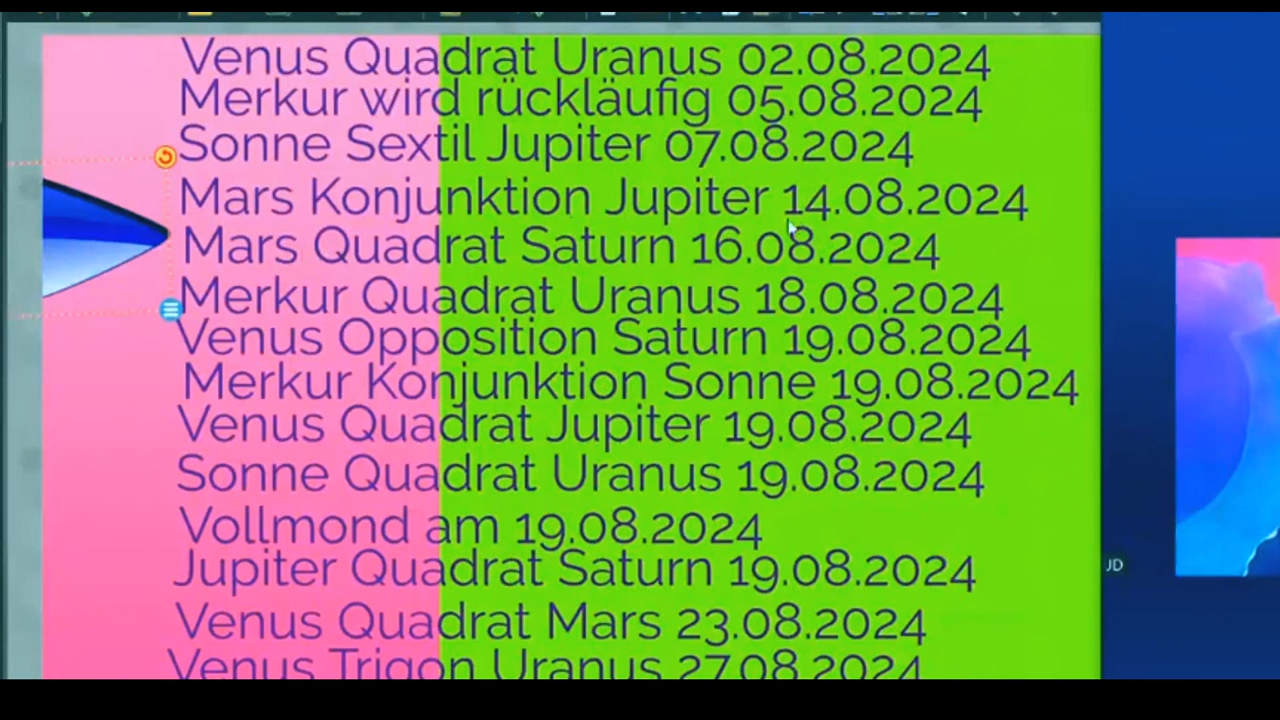 Venus Quadrat Uranus 02.08.2024
Merkur wird rückläufig 05.08.2024
Sonne Sextil Jupiter 07.08.2024
Mars Konjunktion Jupiter 14.08.2024
Mars Quadrat Saturn 16.08.2024
Merkur Quadrat Uranus 18.08.2024
Venus Opposition Saturn 19.08.2024
Merkur Konjunktion Sonne 19.08.2024
Venus Quadrat Jupiter 19.08.2024
Sonne Quadrat Uranus 19.08.2024
Vollmond am 19.08.2024
Jupiter Quadrat Saturn 19.08.2024
JD
Venus Quadrat Mars 23.08.2024
Venus Trigon Uranus 27.08.2024